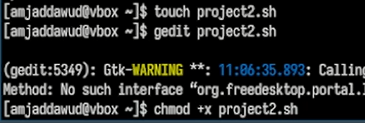 [amjaddawud@vbox ~]$ touch project2.sh
[amjaddawud@vbox ~]$ gedit project2.sh
(gedit:5349): Gtk-WARNING **: 11:06:35.893: Calling
Method: No such interface “org.freedesktop.portal.
[amjaddawud@vbox ~]$ chmod +x project2.sh